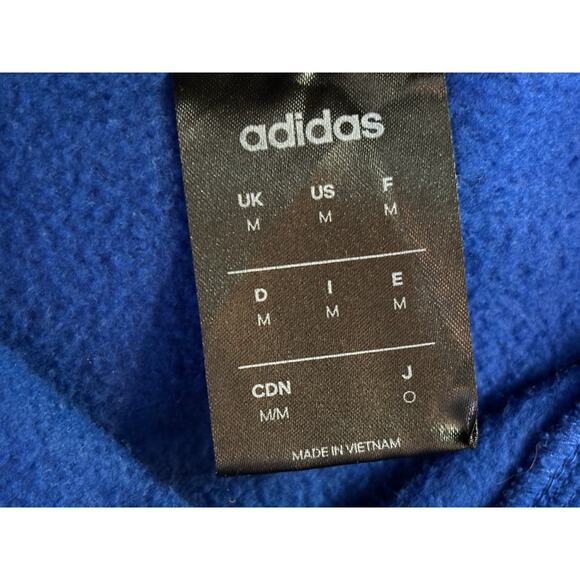 adidas
UK US F
M M M
D I E
M M M
CDN J
M/M O
MADE IN VIETNAM